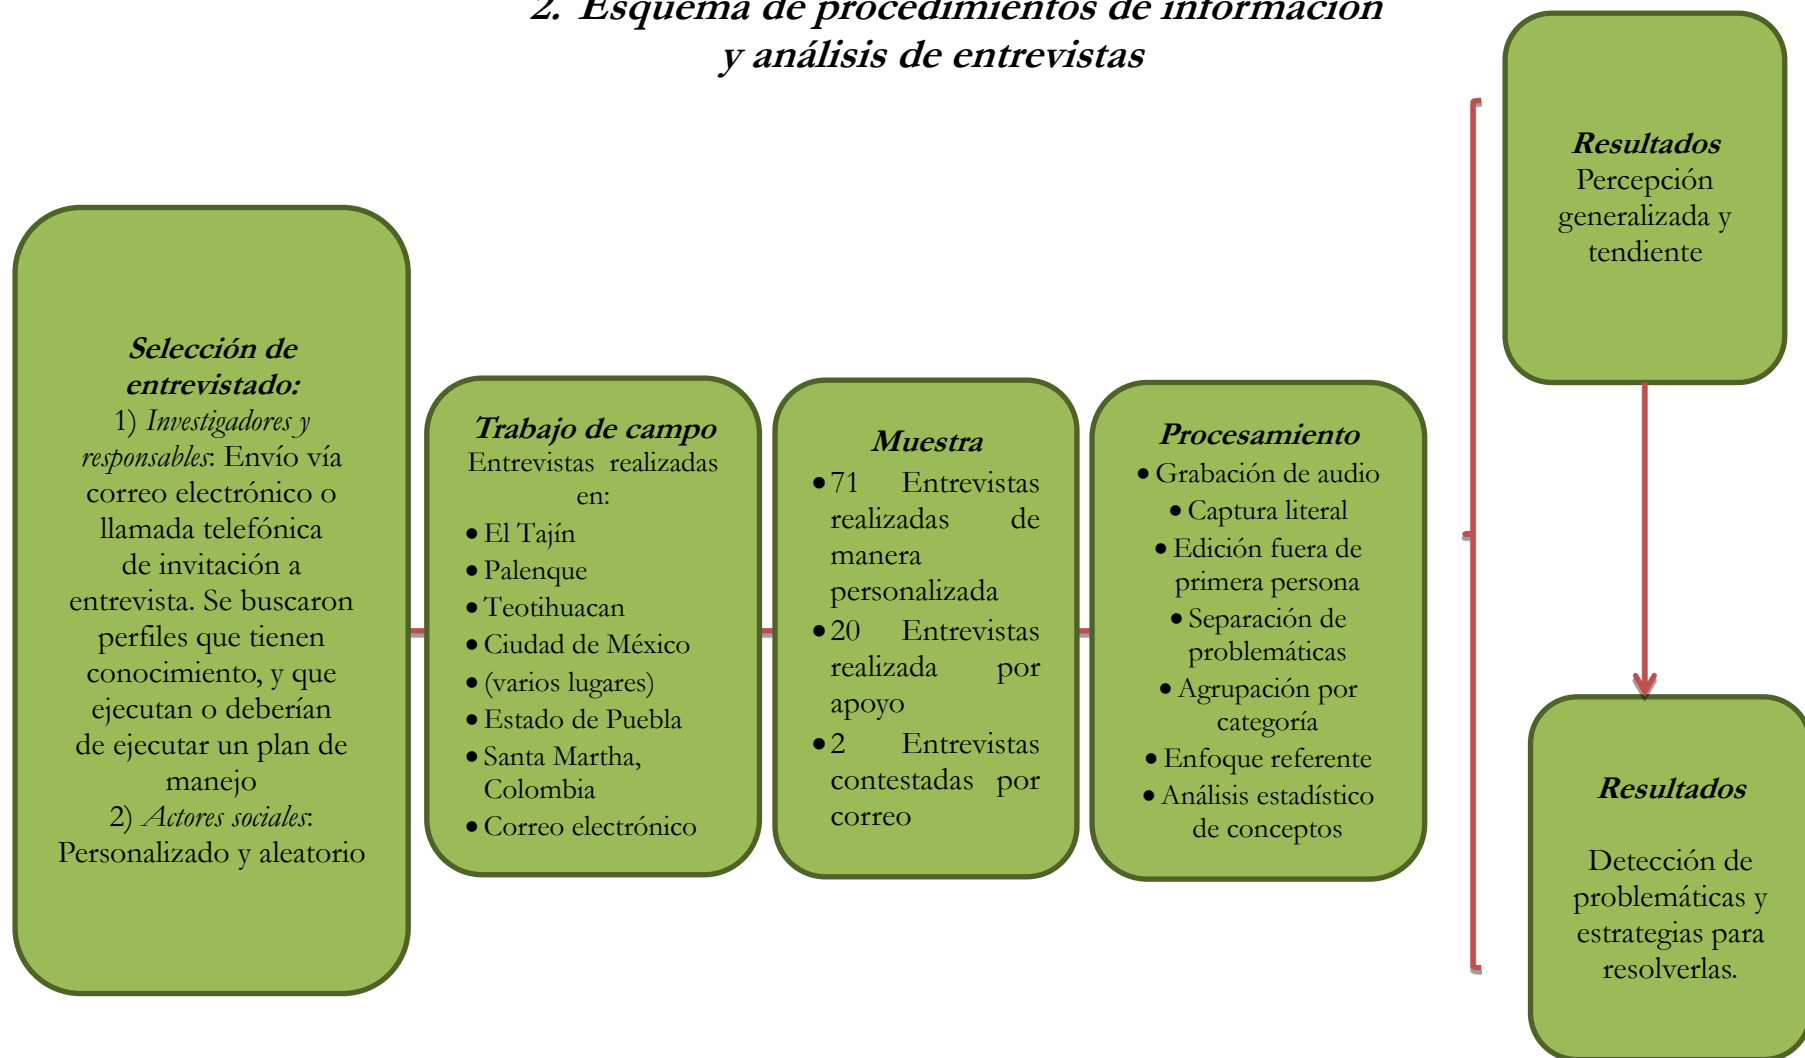 2. Esquema de procedimientos de información
y análisis de entrevistas
Selección de
entrevistado:
1) Investigadores y
responsables: Envío vía
correo electrónico o
llamada telefónica
de invitación a
entrevista. Se buscaron
perfiles que tienen
conocimiento, y que
ejecutan o deberían
de ejecutar un plan de
manejo
2) Actores sociales:
Personalizado y aleatorio
Trabajo de campo
Entrevistas realizadas
en:
• El Tajín
• Palenque
• Teotihuacan
• Ciudad de México
• (varios lugares)
• Estado de Puebla
• Santa Martha,
Colombia
• Correo electrónico
Muestra
• 71 Entrevistas
realizadas de
manera
personalizada
• 20 Entrevistas
realizada por
apoyo
• 2 Entrevistas
contestadas por
correo
Procesamiento
• Grabación de audio
• Captura literal
• Edición fuera de
primera persona
• Separación de
problemáticas
• Agrupación por
categoría
• Enfoque referente
• Análisis estadístico
de conceptos
Resultados
Percepción
generalizada y
tendiente
Resultados
Detección de
problemáticas y
estrategias para
resolverlas.